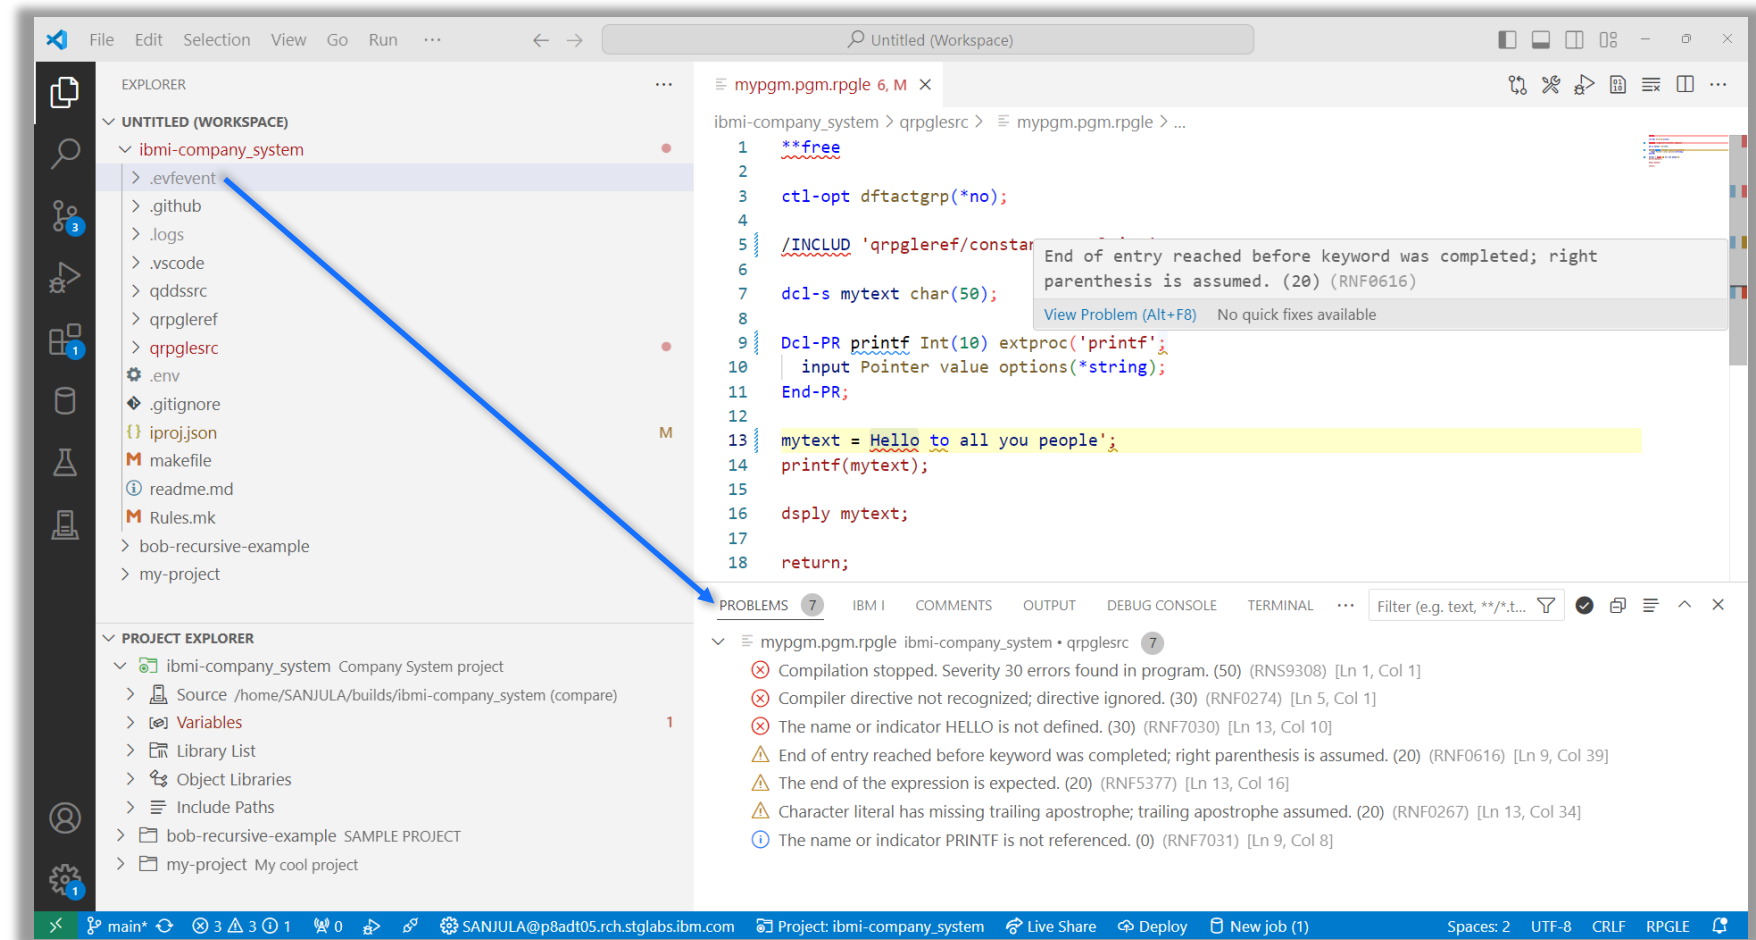 File Edit Selection View Go Run ··· ← → Untitled (Workspace)
EXPLORER ···
UNTITLED (WORKSPACE)
ibmi-company_system
.evfevent
.github
.logs
.vscode
qddssrc
qrpgleref
qrpglesrc
.env
.gitignore
{} iproj.json M
M makefile
readme.md
M Rules.mk
bob-recursive-example
my-project
PROJECT EXPLORER
ibmi-company_system Company System project
Source /home/SANJULA/builds/ibmi-company_system (compare)
Variables 1
Library List
Object Libraries
Include Paths
bob-recursive-example SAMPLE PROJECT
my-project My cool project
3
1
1
mypgm.pgm.rpgle 6, M
ibmi-company_system > qrpglesrc > mypgm.pgm.rpgle > ...
1 **free
2
3 ctl-opt dftactgrp(*no);
4
5 /INCLUD 'qrpgleref/constan
6
7 dcl-s mytext char(50);
8
9 Dcl-PR printf Int(10) extproc('printf';
10 input Pointer value options(*string);
11 End-PR;
12
13 mytext = Hello to all you people';
14 printf(mytext);
15
16 dsply mytext;
17
18 return;
End of entry reached before keyword was completed; right
parenthesis is assumed. (20) (RNF0616)
View Problem (Alt+F8) No quick fixes available
PROBLEMS 7 IBM I COMMENTS OUTPUT DEBUG CONSOLE TERMINAL ··· Filter (e.g. text, **/*.t...
mypgm.pgm.rpgle ibmi-company_system • qrpglesrc 7
Compilation stopped. Severity 30 errors found in program. (50) (RNS9308) [Ln 1, Col 1]
Compiler directive not recognized; directive ignored. (30) (RNF0274) [Ln 5, Col 1]
The name or indicator HELLO is not defined. (30) (RNF7030) [Ln 13, Col 10]
End of entry reached before keyword was completed; right parenthesis is assumed. (20) (RNF0616) [Ln 9, Col 39]
The end of the expression is expected. (20) (RNF5377) [Ln 13, Col 16]
Character literal has missing trailing apostrophe; trailing apostrophe assumed. (20) (RNF0267) [Ln 13, Col 34]
The name or indicator PRINTF is not referenced. (0) (RNF7031) [Ln 9, Col 8]
main* 3 3 1 0 SANJULA@p8adt05.rch.stglabs.ibm.com Project: ibmi-company_system Live Share Deploy New job (1) Spaces: 2 UTF-8 CRLF RPGLE